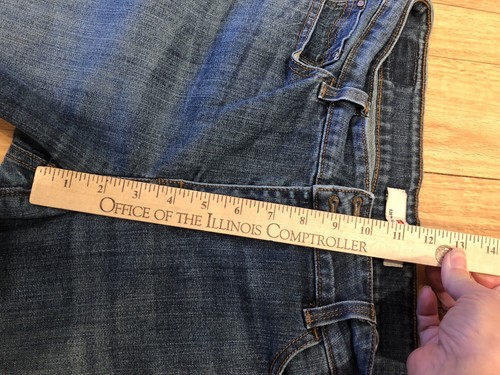 1 2 3 4 5 6 7 8 9 10 11 12 13 14
OFFICE OF THE ILLINOIS COMPTROLLER